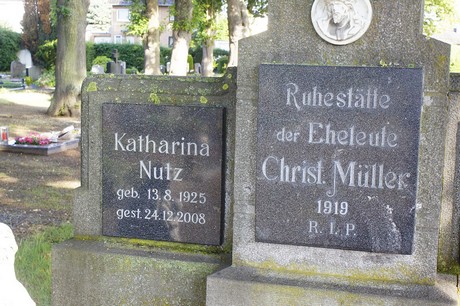 Katharina
Nutz
geb. 13.8.1925
gest. 24.12.2008
Ruhestätte
der Eheleute
Christ. Müller
1919
R. I. P.